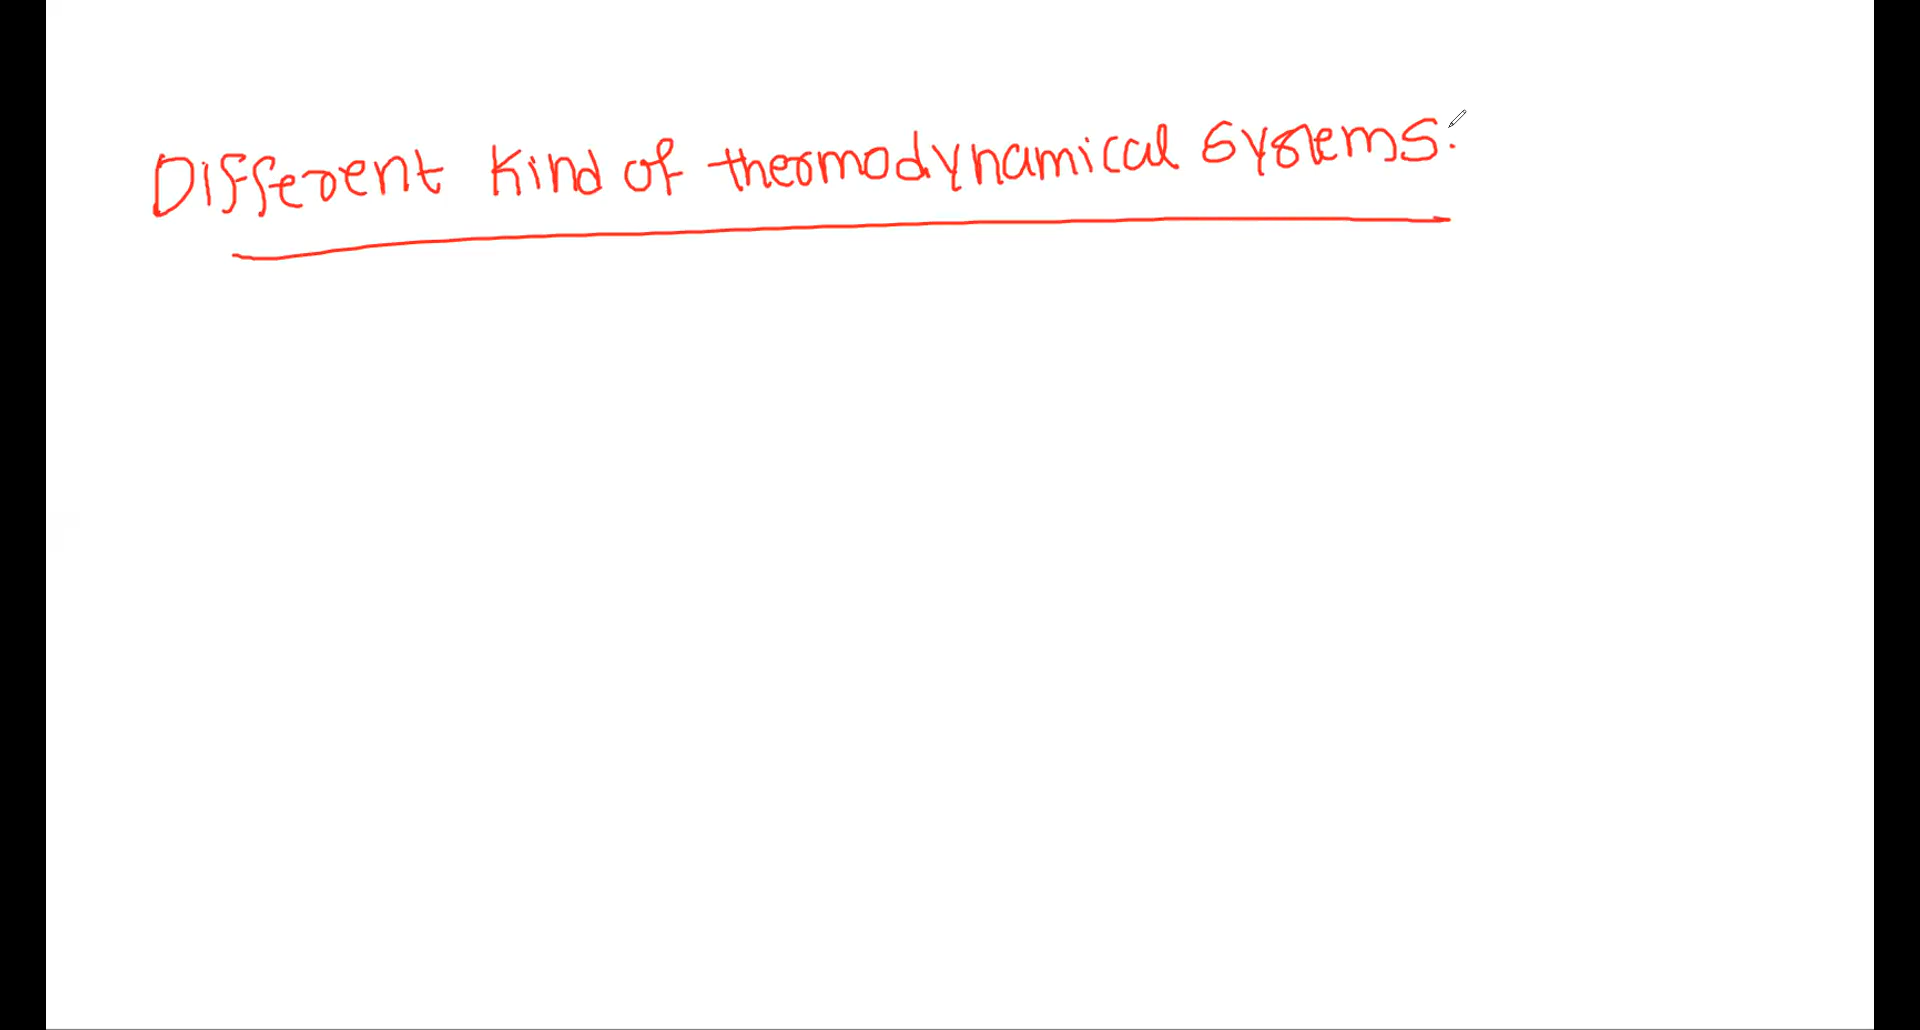 Different Kind of thermodynamical Systems.